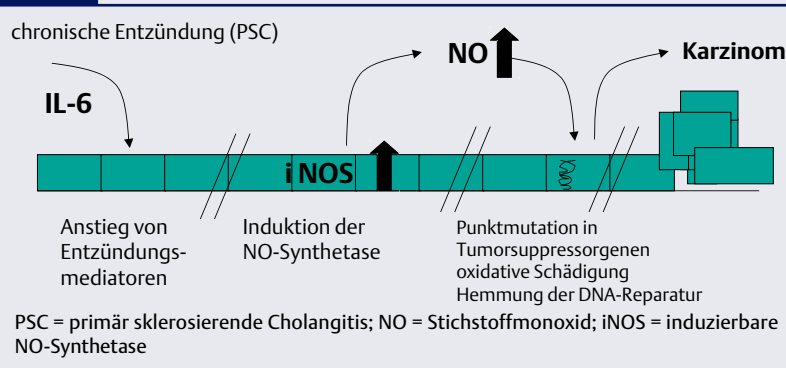 chronische Entzündung (PSC)
NO
Karzinom
IL-6
iNOS
Anstieg von
Entzündungs-
mediatoren
Induktion der
NO-Synthetase
Punktmutation in
Tumorsuppressorgenen
oxidative Schädigung
Hemmung der DNA-Reparatur
PSC = primär sklerosierende Cholangitis; NO = Stichstoffmonoxid; iNOS = induzierbare
NO-Synthetase